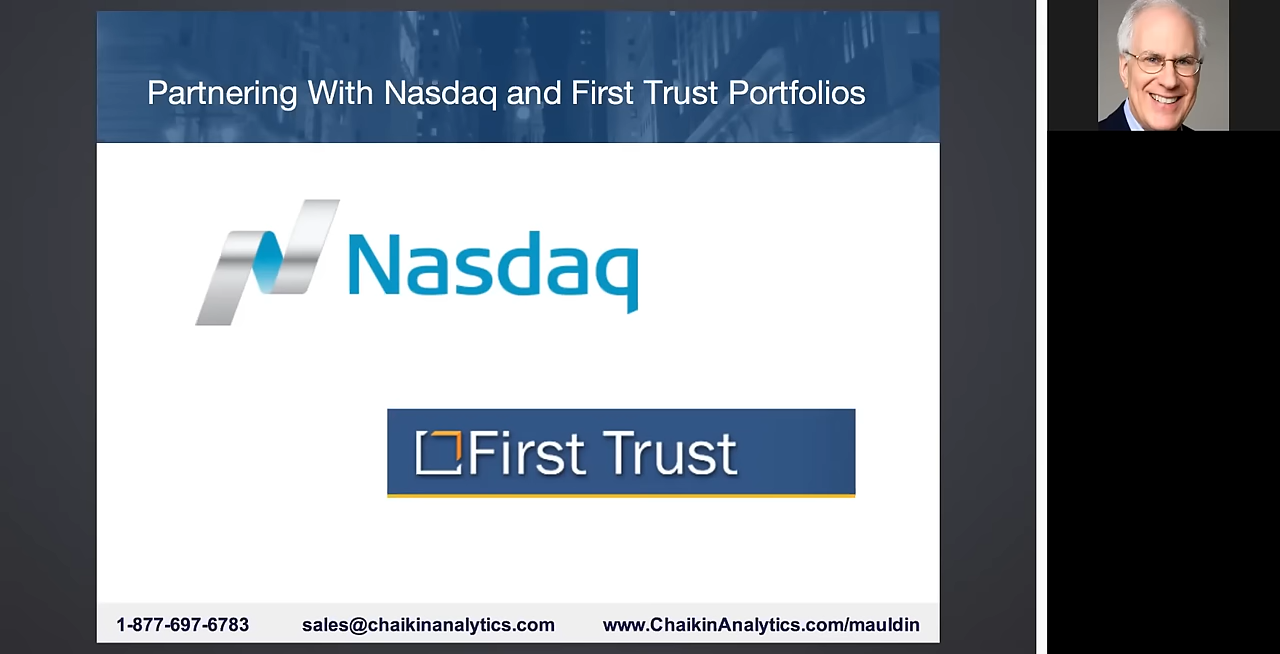 Partnering With Nasdaq and First Trust Portfolios
Nasdaq
First Trust
1-877-697-6783 sales@chaikinanalytics.com www.ChaikinAnalytics.com/mauldin